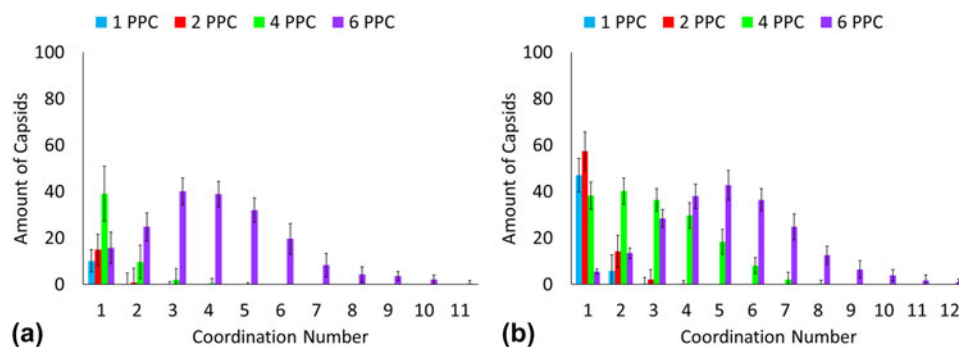 1 PPC 2 PPC 4 PPC 6 PPC
100
80
60
40
20
0
Amount of Capsids
1 2 3 4 5 6 7 8 9 10 11
Coordination Number
(a)
1 PPC 2 PPC 4 PPC 6 PPC
100
80
60
40
20
0
Amount of Capsids
1 2 3 4 5 6 7 8 9 10 11 12
Coordination Number
(b)